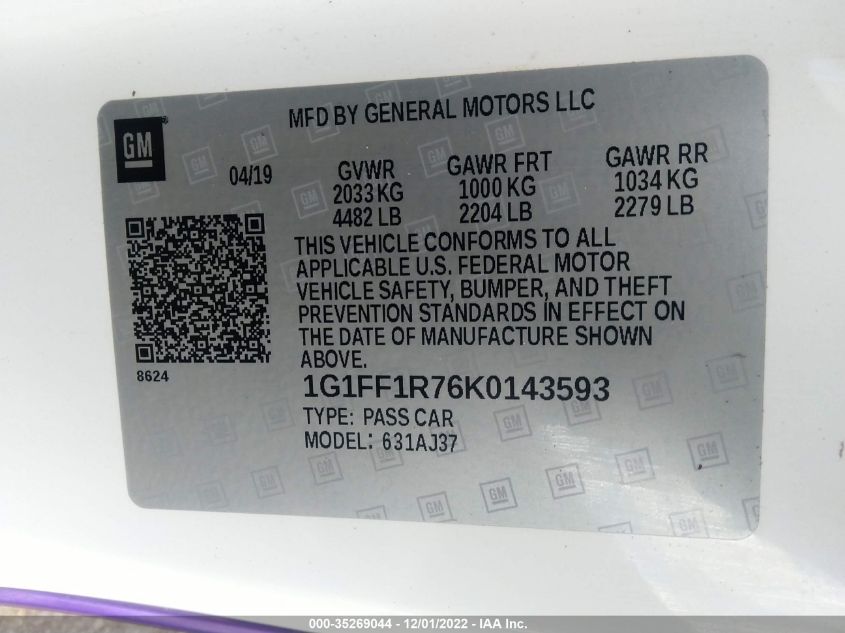 MFD BY GENERAL MOTORS LLC
GM
04/19
GVWR
2033 KG
4482 LB
GAWR FRT
1000 KG
2204 LB
GAWR RR
1034 KG
2279 LB
THIS VEHICLE CONFORMS TO ALL
APPLICABLE U.S. FEDERAL MOTOR
VEHICLE SAFETY, BUMPER, AND THEFT
PREVENTION STANDARDS IN EFFECT ON
THE DATE OF MANUFACTURE SHOWN
ABOVE.
8624
1G1FF1R76K0143593
TYPE: PASS CAR
MODEL: 631AJ37
000-35269044 - 12/01/2022 - IAA Inc.